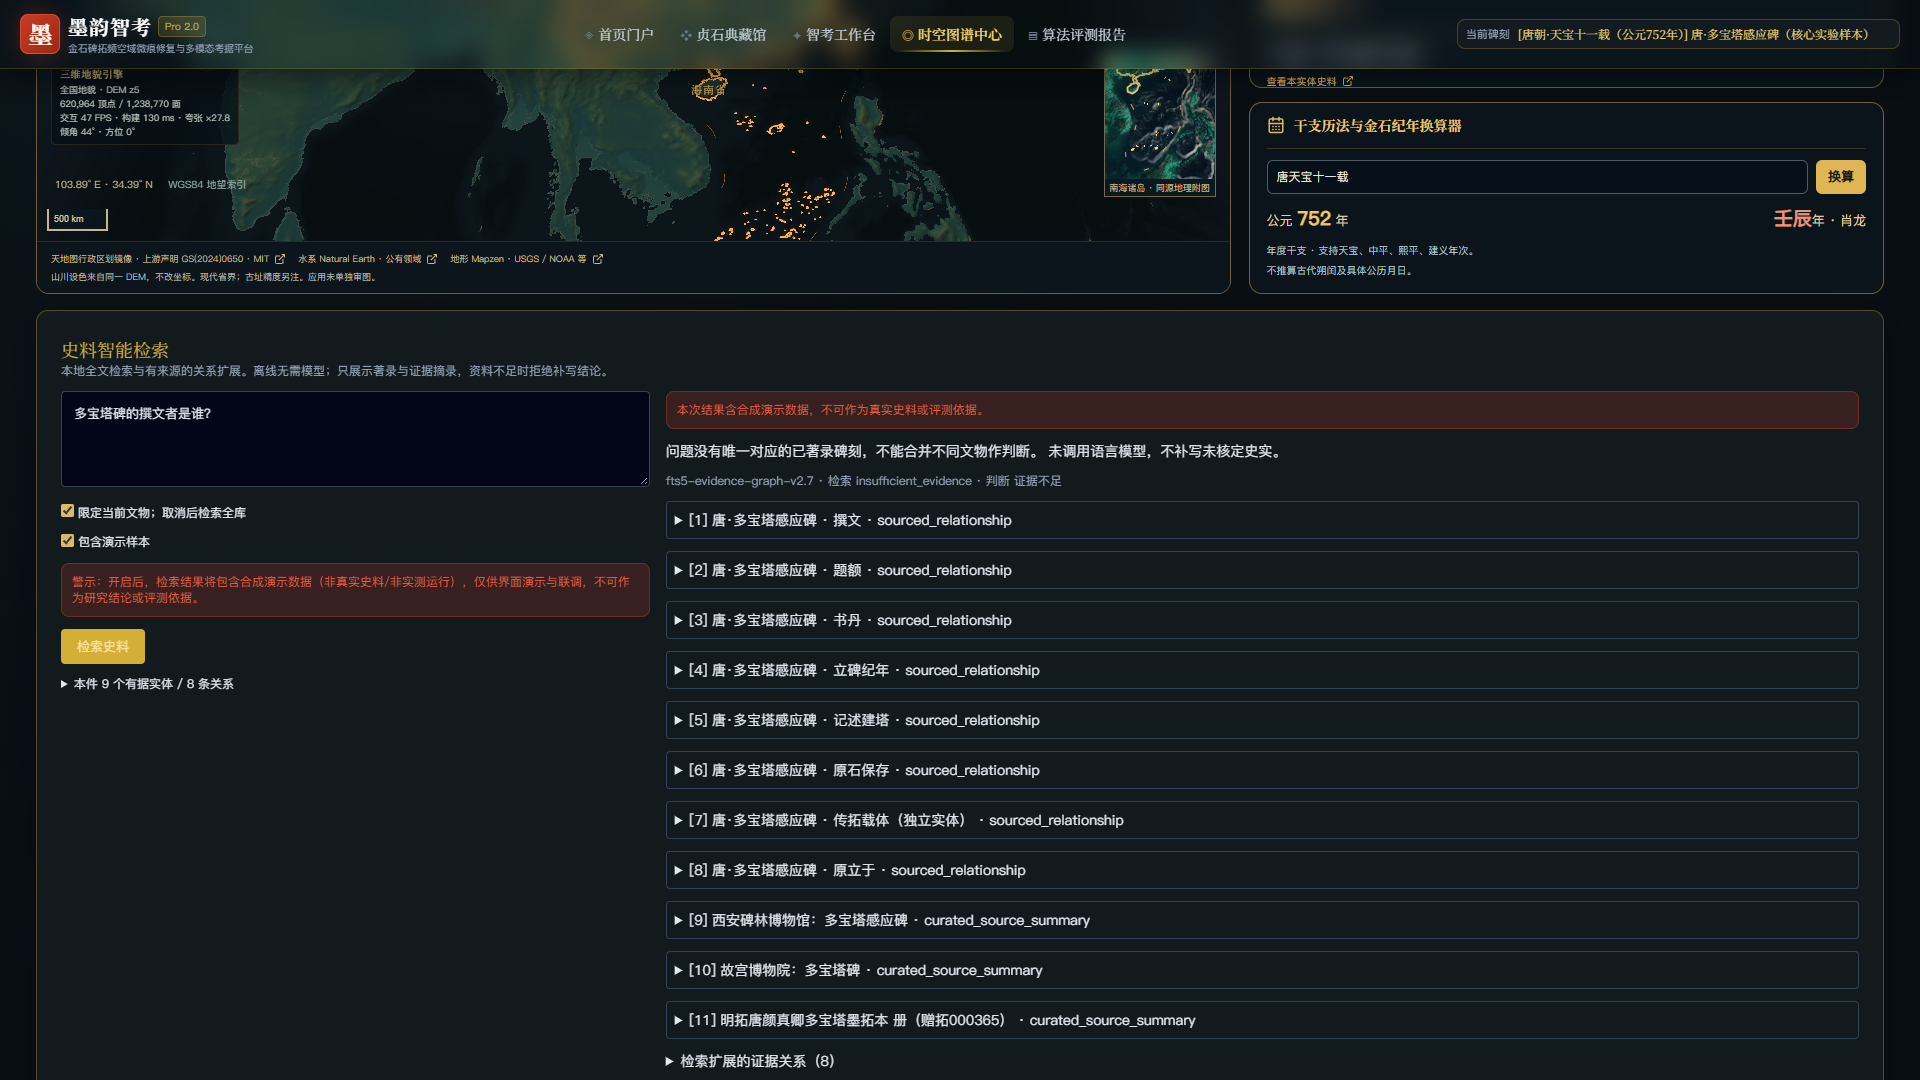 墨
墨韵智考 Pro 2.0
金石碑拓频空域微痕修复与多模态考据平台
首页门户
贞石典藏馆
智考工作台
时空图谱中心
算法评测报告
当前碑刻 [唐朝·天宝十一载（公元752年）] 唐·多宝塔感应碑（核心实验样本）
三维地貌引擎
全国地貌 · DEM z5
620,964 顶点 / 1,238,770 面
交互 47 FPS · 构建 130 ms · 夸张 ×27.8
倾角 44° · 方位 0°
海南省
103.89° E · 34.39° N WGS84 地望索引
500 km
南海诸岛 · 同源地理附图
天地图行政区划镜像 · 上游声明 GS(2024)0650 · MIT 水系 Natural Earth · 公有领域 地形 Mapzen · USGS / NOAA 等
山川设色来自同一 DEM，不改坐标。现代省界；古址精度另注。应用未单独审图。
查看本实体史料
干支历法与金石纪年换算器
唐天宝十一载
换算
公元 752 年
壬辰年 · 肖龙
年度干支 · 支持天宝、中平、熙平、建义年次。
不推算古代朔闰及具体公历月日。
史料智能检索
本地全文检索与有来源的关系扩展。离线无需模型；只展示著录与证据摘录，资料不足时拒绝补写结论。
多宝塔碑的撰文者是谁？
限定当前文物；取消后检索全库
包含演示样本
警示：开启后，检索结果将包含合成演示数据（非真实史料/非实测运行），仅供界面演示与联调，不可作
为研究结论或评测依据。
检索史料
本件 9 个有据实体 / 8 条关系
本次结果含合成演示数据，不可作为真实史料或评测依据。
问题没有唯一对应的已著录碑刻，不能合并不同文物作判断。 未调用语言模型，不补写未核定史实。
fts5-evidence-graph-v2.7 · 检索 insufficient_evidence · 判断 证据不足
[1] 唐·多宝塔感应碑 · 撰文 · sourced_relationship
[2] 唐·多宝塔感应碑 · 题额 · sourced_relationship
[3] 唐·多宝塔感应碑 · 书丹 · sourced_relationship
[4] 唐·多宝塔感应碑 · 立碑纪年 · sourced_relationship
[5] 唐·多宝塔感应碑 · 记述建塔 · sourced_relationship
[6] 唐·多宝塔感应碑 · 原石保存 · sourced_relationship
[7] 唐·多宝塔感应碑 · 传拓载体（独立实体） · sourced_relationship
[8] 唐·多宝塔感应碑 · 原立于 · sourced_relationship
[9] 西安碑林博物馆：多宝塔感应碑 · curated_source_summary
[10] 故宫博物院：多宝塔碑 · curated_source_summary
[11] 明拓唐颜真卿多宝塔墨拓本 册（赠拓000365） · curated_source_summary
检索扩展的证据关系（8）